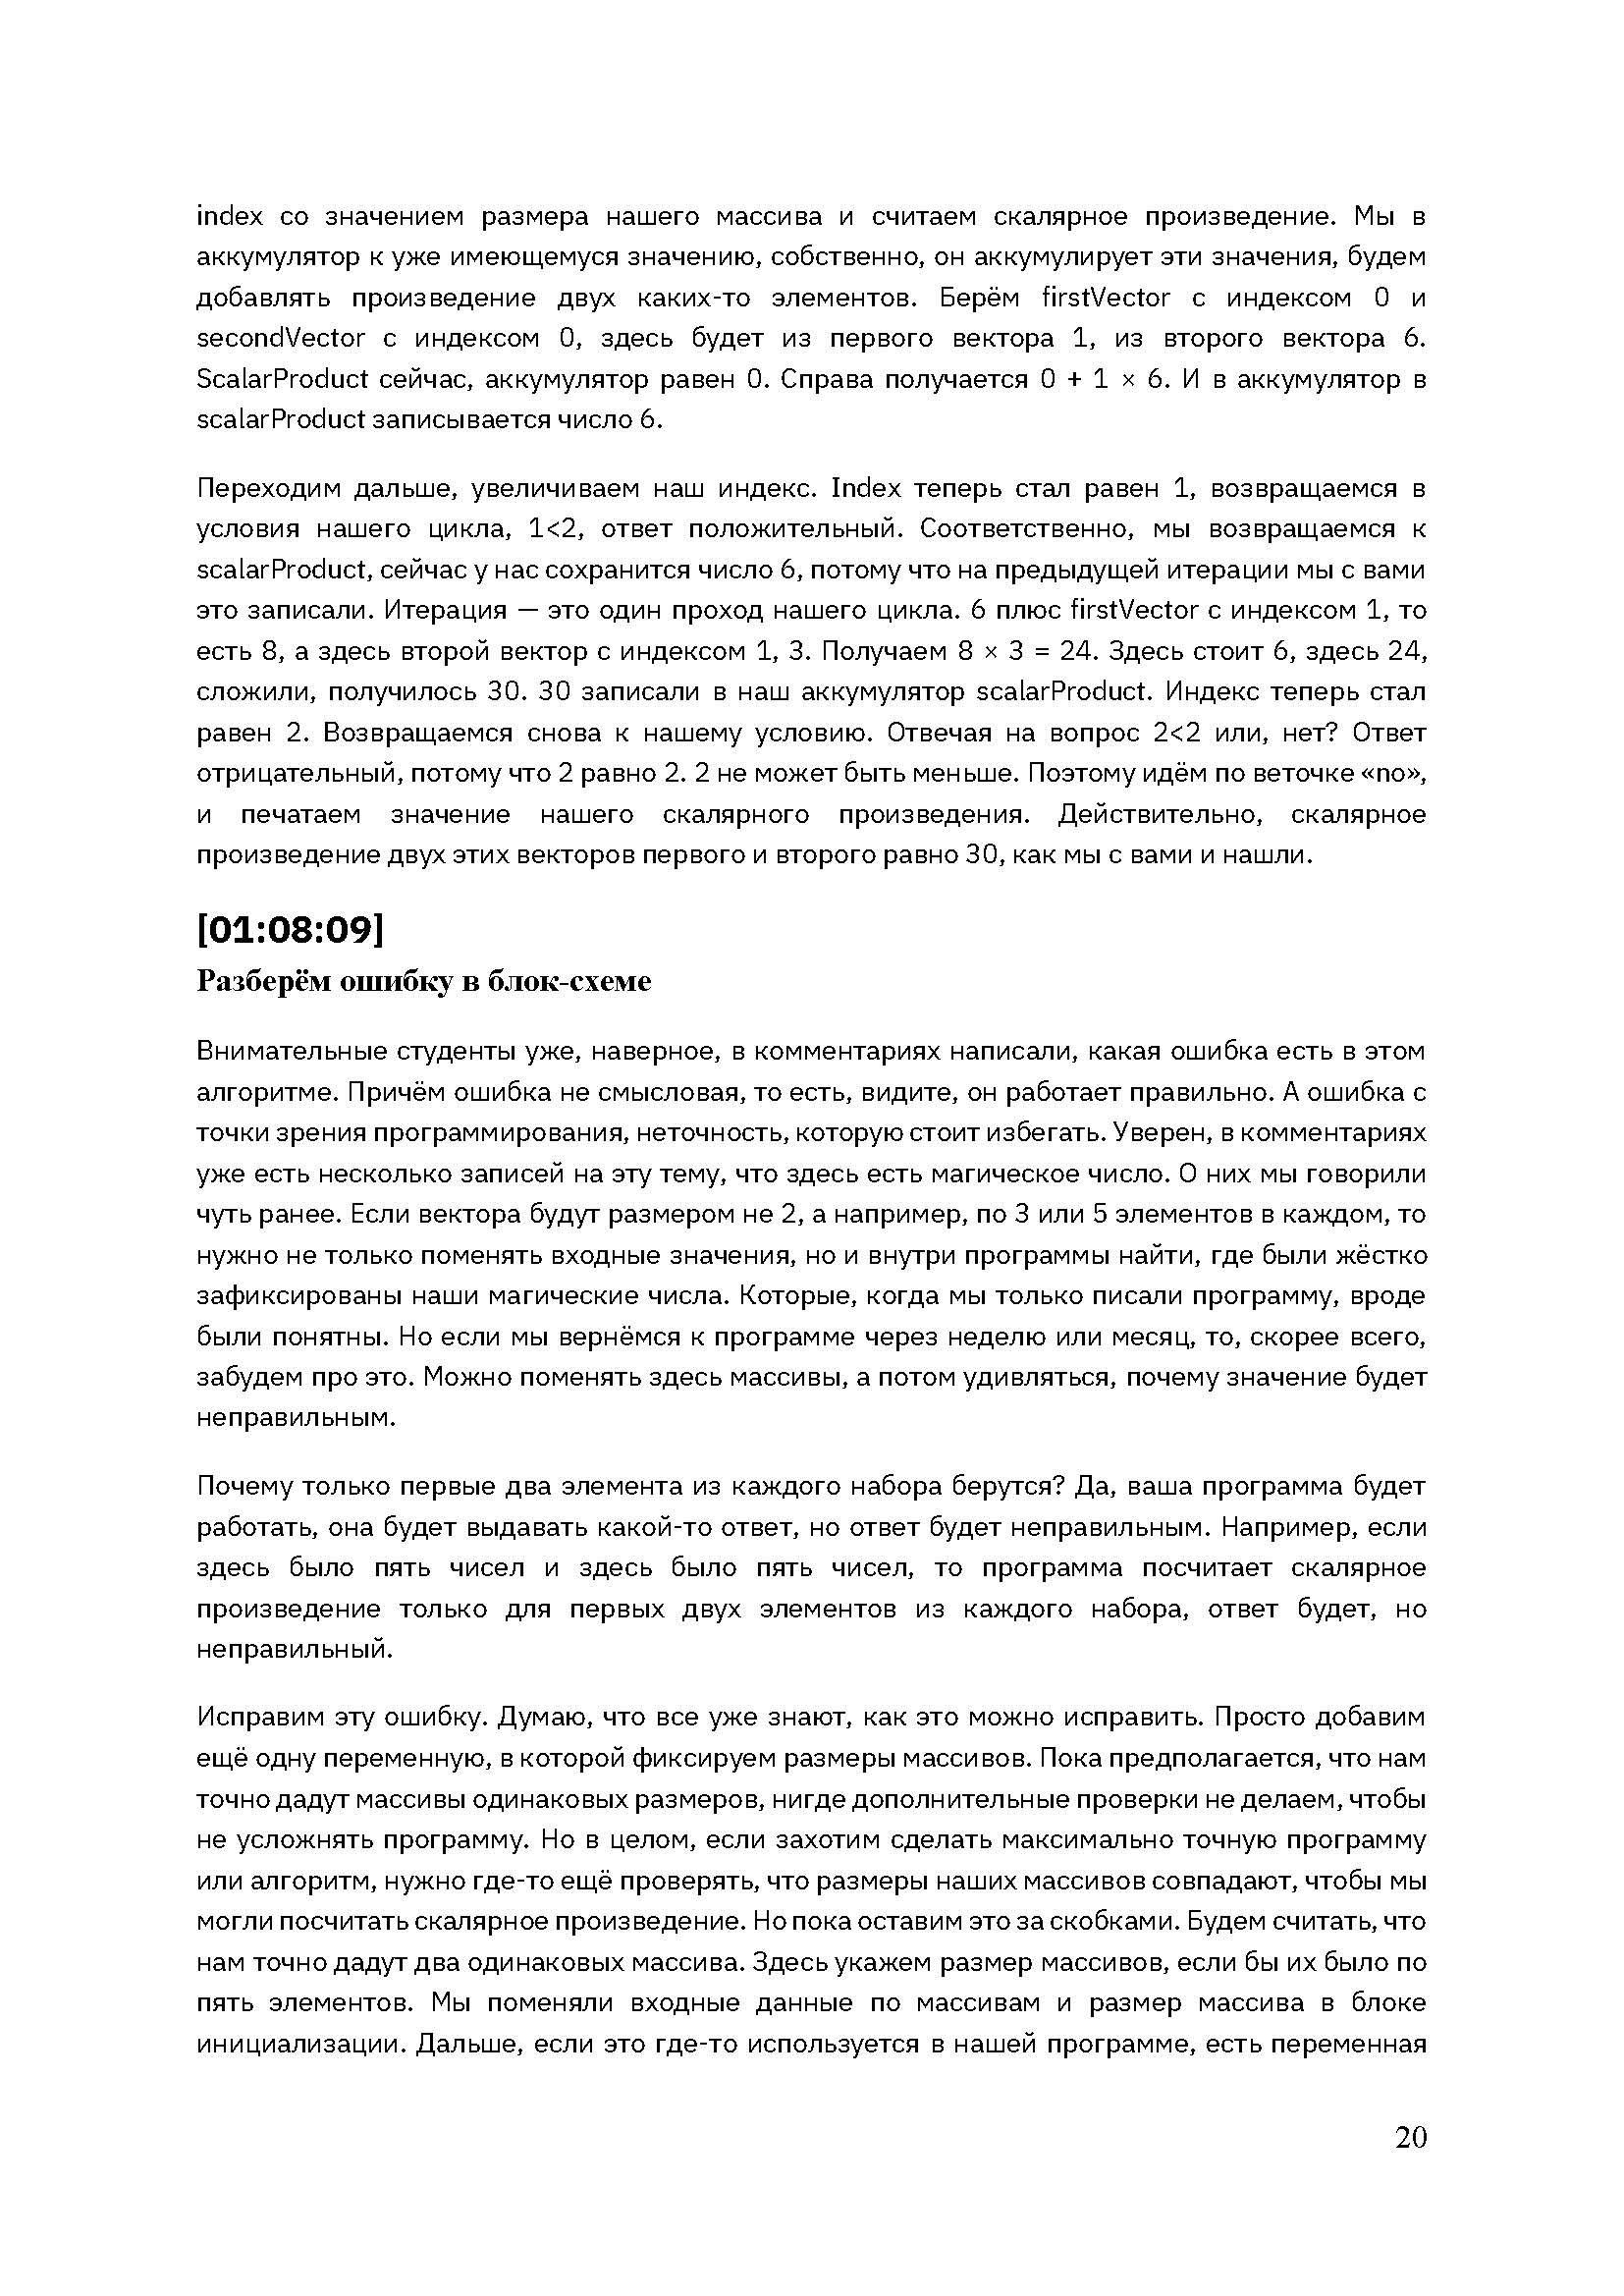 index со значением размера нашего массива и считаем скалярное произведение. Мы в
аккумулятор к уже имеющемуся значению, собственно, он аккумулирует эти значения, будем
добавлять произведение двух каких-то элементов. Берём firstVector с индексом 0 и
secondVector с индексом 0, здесь будет из первого вектора 1, из второго вектора 6.
ScalarProduct сейчас, аккумулятор равен 0. Справа получается 0 + 1 × 6. И в аккумулятор в
scalarProduct записывается число 6.
Переходим дальше, увеличиваем наш индекс. Index теперь стал равен 1, возвращаемся в
условия нашего цикла, 1<2, ответ положительный. Соответственно, мы возвращаемся к
scalarProduct, сейчас у нас сохранится число 6, потому что на предыдущей итерации мы с вами
это записали. Итерация — это один проход нашего цикла. 6 плюс firstVector с индексом 1, то
есть 8, а здесь второй вектор с индексом 1, 3. Получаем 8 × 3 = 24. Здесь стоит 6, здесь 24,
сложили, получилось 30. 30 записали в наш аккумулятор scalarProduct. Индекс теперь стал
равен 2. Возвращаемся снова к нашему условию. Отвечая на вопрос 2<2 или, нет? Ответ
отрицательный, потому что 2 равно 2. 2 не может быть меньше. Поэтому идём по веточке «no»,
и печатаем значение нашего скалярного произведения. Действительно, скалярное
произведение двух этих векторов первого и второго равно 30, как мы с вами и нашли.
[01:08:09]
Разберём ошибку в блок-схеме
Внимательные студенты уже, наверное, в комментариях написали, какая ошибка есть в этом
алгоритме. Причём ошибка не смысловая, то есть, видите, он работает правильно. А ошибка с
точки зрения программирования, неточность, которую стоит избегать. Уверен, в комментариях
уже есть несколько записей на эту тему, что здесь есть магическое число. О них мы говорили
чуть ранее. Если вектора будут размером не 2, а например, по 3 или 5 элементов в каждом, то
нужно не только поменять входные значения, но и внутри программы найти, где были жёстко
зафиксированы наши магические числа. Которые, когда мы только писали программу, вроде
были понятны. Но если мы вернёмся к программе через неделю или месяц, то, скорее всего,
забудем про это. Можно поменять здесь массивы, а потом удивляться, почему значение будет
неправильным.
Почему только первые два элемента из каждого набора берутся? Да, ваша программа будет
работать, она будет выдавать какой-то ответ, но ответ будет неправильным. Например, если
здесь было пять чисел и здесь было пять чисел, то программа посчитает скалярное
произведение только для первых двух элементов из каждого набора, ответ будет, но
неправильный.
Исправим эту ошибку. Думаю, что все уже знают, как это можно исправить. Просто добавим
ещё одну переменную, в которой фиксируем размеры массивов. Пока предполагается, что нам
точно дадут массивы одинаковых размеров, нигде дополнительные проверки не делаем, чтобы
не усложнять программу. Но в целом, если захотим сделать максимально точную программу
или алгоритм, нужно где-то ещё проверять, что размеры наших массивов совпадают, чтобы мы
могли посчитать скалярное произведение. Но пока оставим это за скобками. Будем считать, что
нам точно дадут два одинаковых массива. Здесь укажем размер массивов, если бы их было по
пять элементов. Мы поменяли входные данные по массивам и размер массива в блоке
инициализации. Дальше, если это где-то используется в нашей программе, есть переменная
20